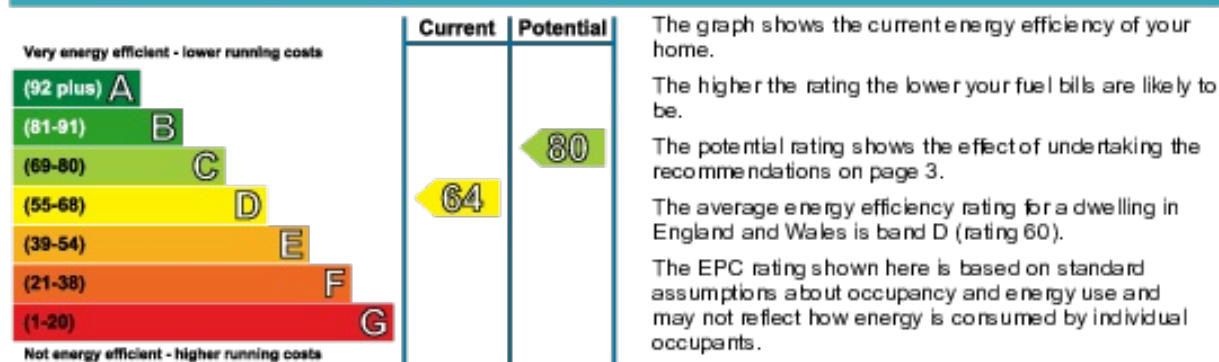 Current Potential
Very energy efficient - lower running costs
(92 plus) A
(81-91) B
(69-80) C
(55-68) D
(39-54) E
(21-38) F
(1-20) G
Not energy efficient - higher running costs
64
80
The graph shows the current energy efficiency of your
home.
The higher the rating the lower your fuel bills are likely to
be.
The potential rating shows the effect of undertaking the
recommendations on page 3.
The average energy efficiency rating for a dwelling in
England and Wales is band D (rating 60).
The EPC rating shown here is based on standard
assumptions about occupancy and energy use and
may not reflect how energy is consumed by individual
occupants.